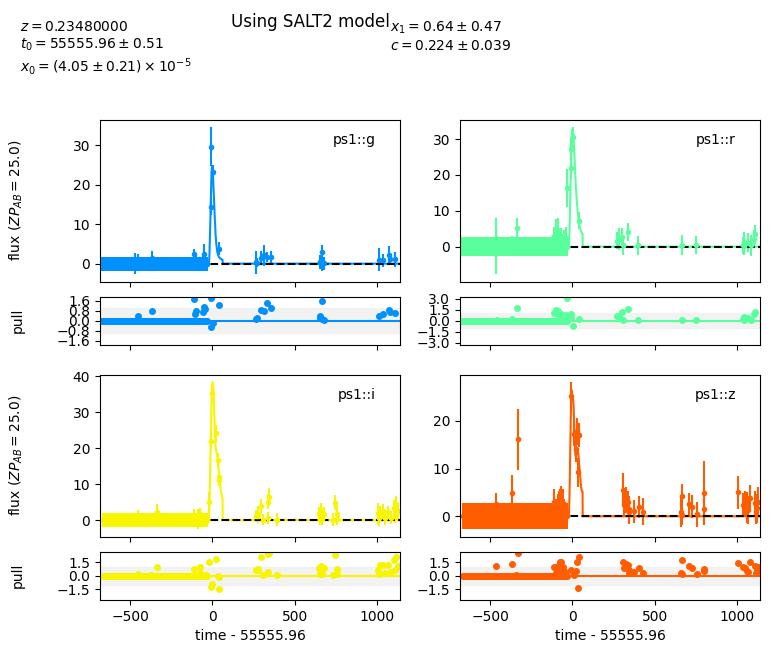 Using SALT2 model
z = 0.23480000
t0 = 55555.96 ± 0.51
x0 = (4.05 ± 0.21) × 10⁻⁵
x1 = 0.64 ± 0.47
c = 0.224 ± 0.039
flux (ZP_AB = 25.0)
30
20
10
0
ps1::g
30
20
10
0
ps1::r
pull
1.6
0.8
0.0
−0.8
−1.6
3.0
1.5
0.0
−1.5
−3.0
flux (ZP_AB = 25.0)
40
30
20
10
0
ps1::i
20
10
0
ps1::z
pull
1.5
0.0
−1.5
1.5
0.0
−1.5
−500
0
500
1000
−500
0
500
1000
time - 55555.96
time - 55555.96